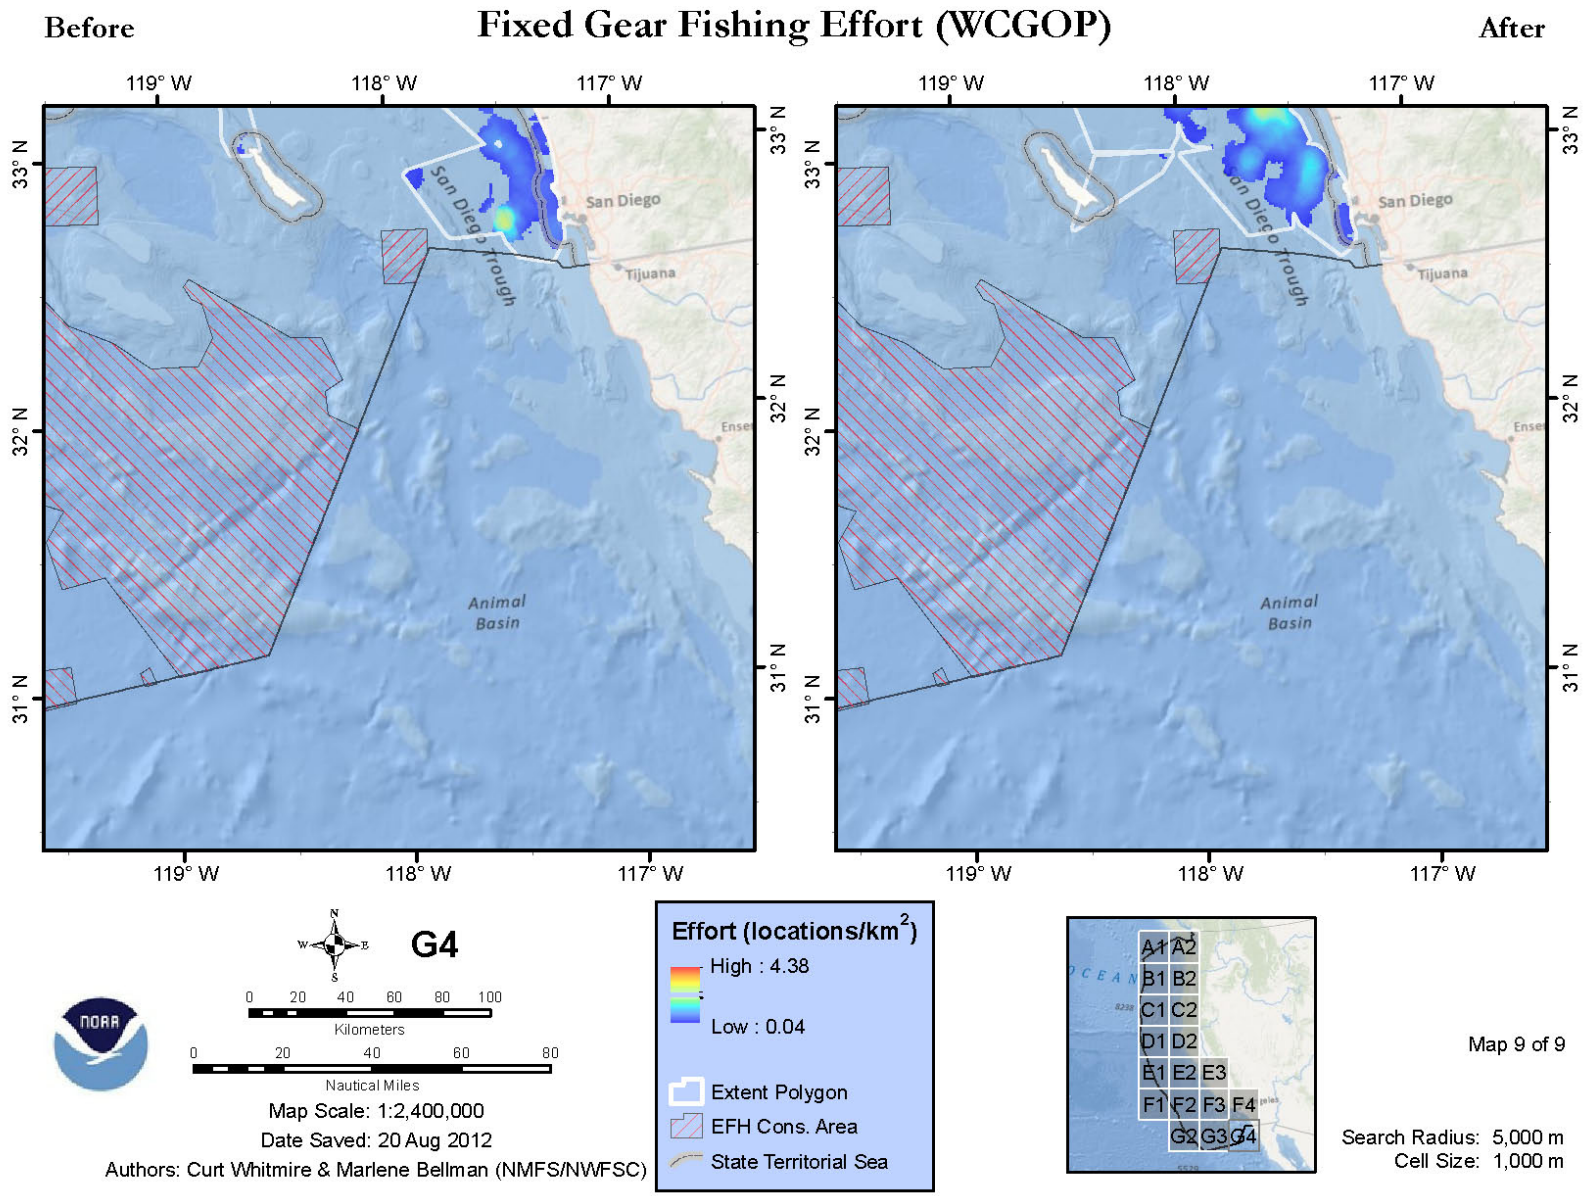 Before
Fixed Gear Fishing Effort (WCGOP)
After
119° W
118° W
117° W
119° W
118° W
117° W
33° N
33° N
33° N
33° N
San Diego Trough
San Diego
Tijuana
an Diego Trough
San Diego
Tijuana
32° N
32° N
32° N
32° N
Ense
Ense
Animal
Basin
Animal
Basin
31° N
31° N
31° N
31° N
119° W
118° W
117° W
119° W
118° W
117° W
N
W E
S
G4
0 20 40 60 80 100
Kilometers
0 20 40 60 80
Nautical Miles
NOAA
Map Scale: 1:2,400,000
Date Saved: 20 Aug 2012
Authors: Curt Whitmire & Marlene Bellman (NMFS/NWFSC)
Effort (locations/km²)
High : 4.38
Low : 0.04
Extent Polygon
EFH Cons. Area
State Territorial Sea
A1 A2
OCEAN
B1 B2
8238
C1 C2
D1 D2
E1 E2 E3
F1 F2 F3 F4
geles
G2 G3 G4
Map 9 of 9
Search Radius: 5,000 m
Cell Size: 1,000 m